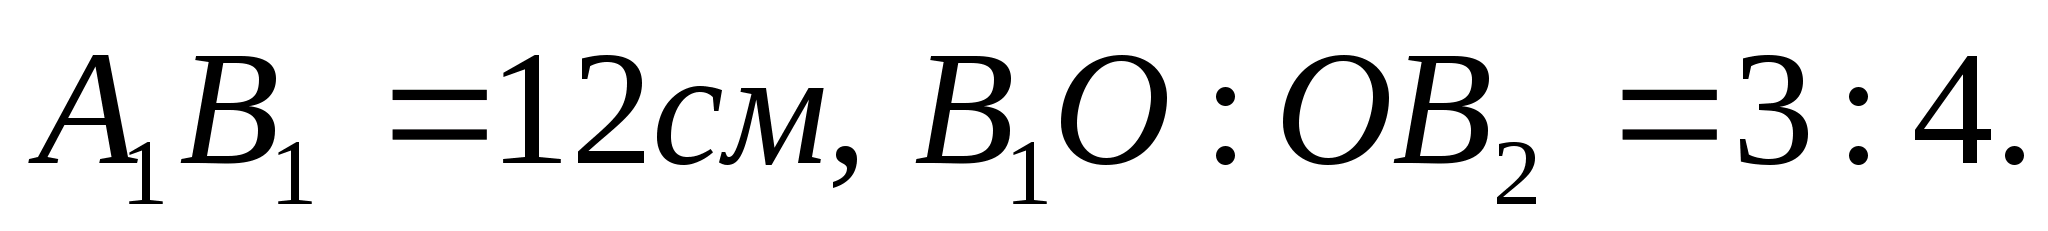 A₁B₁ =12см, B₁O : OB₂ =3 : 4.